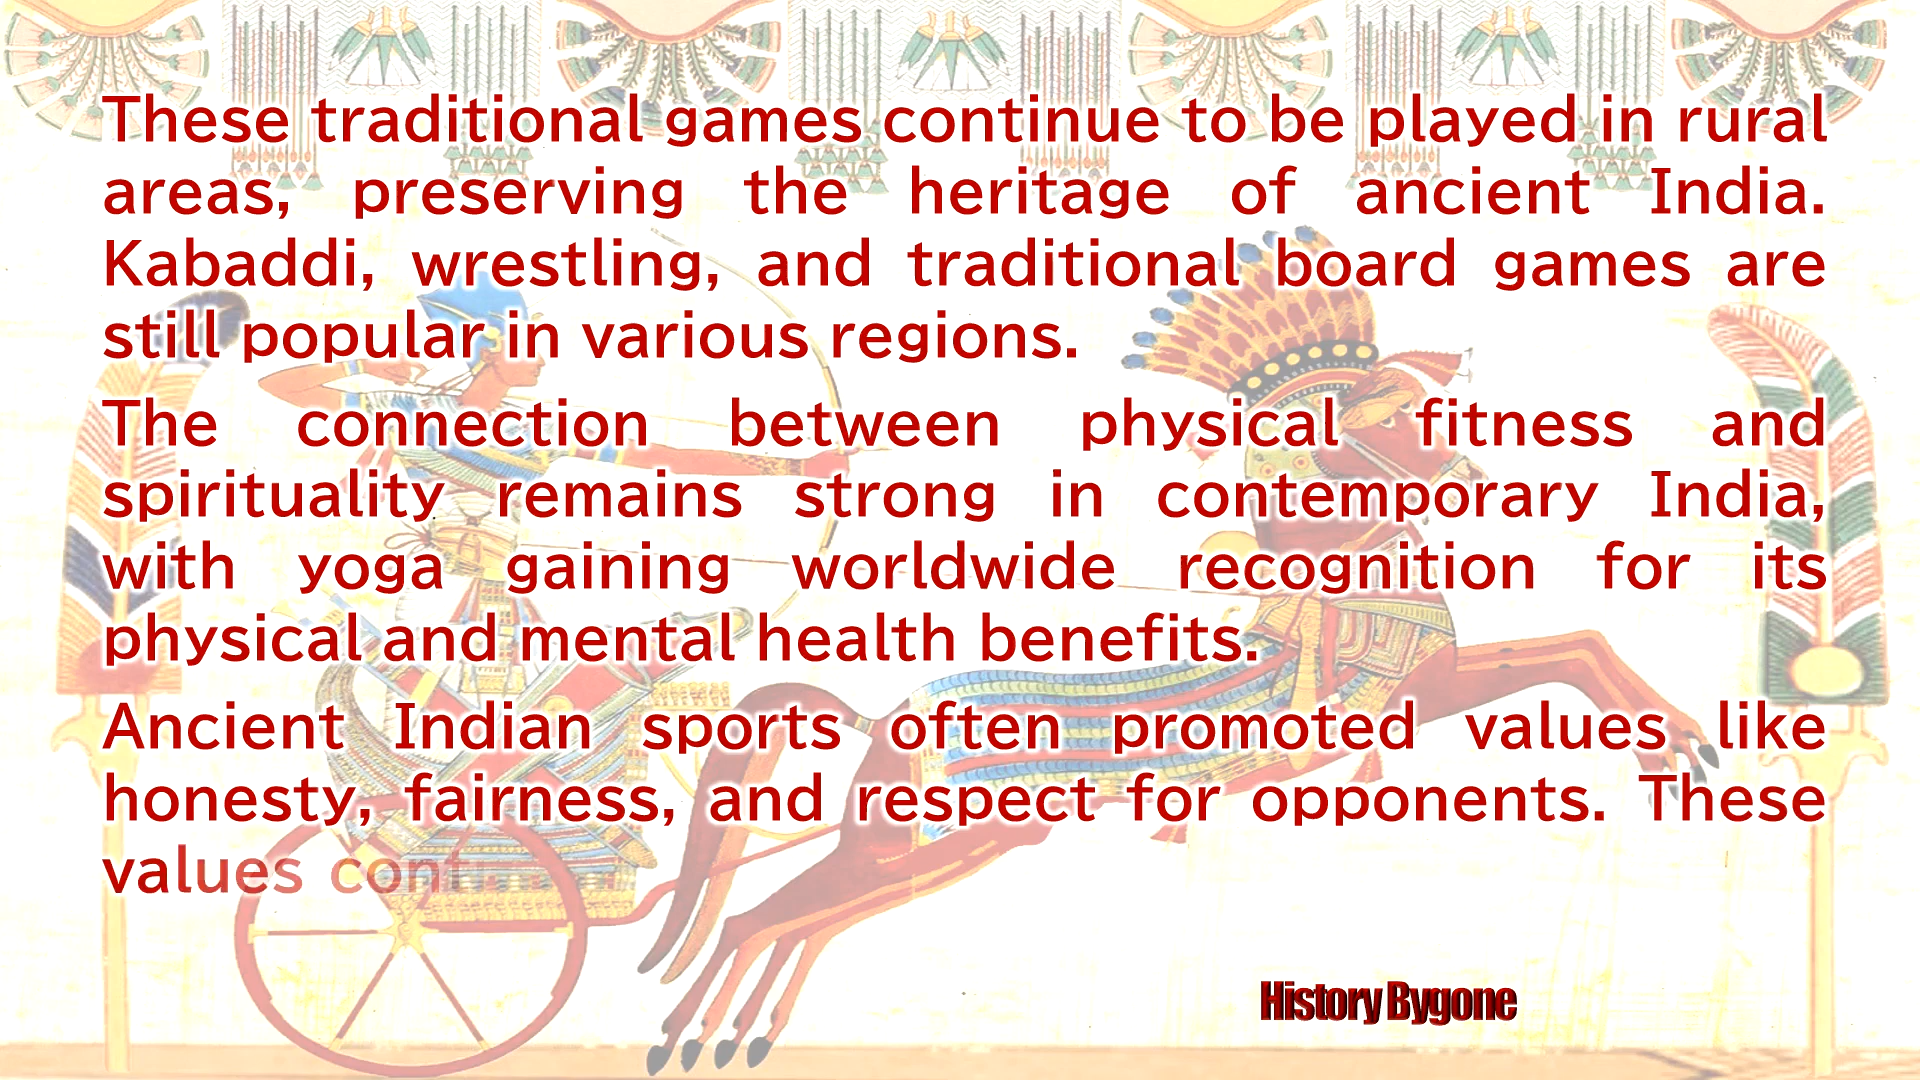 These traditional games continue to be played in rural
areas, preserving the heritage of ancient India.
Kabaddi, wrestling, and traditional board games are
still popular in various regions.
The connection between physical fitness and
spirituality remains strong in contemporary India,
with yoga gaining worldwide recognition for its
physical and mental health benefits.
Ancient Indian sports often promoted values like
honesty, fairness, and respect for opponents. These
values
History Bygone